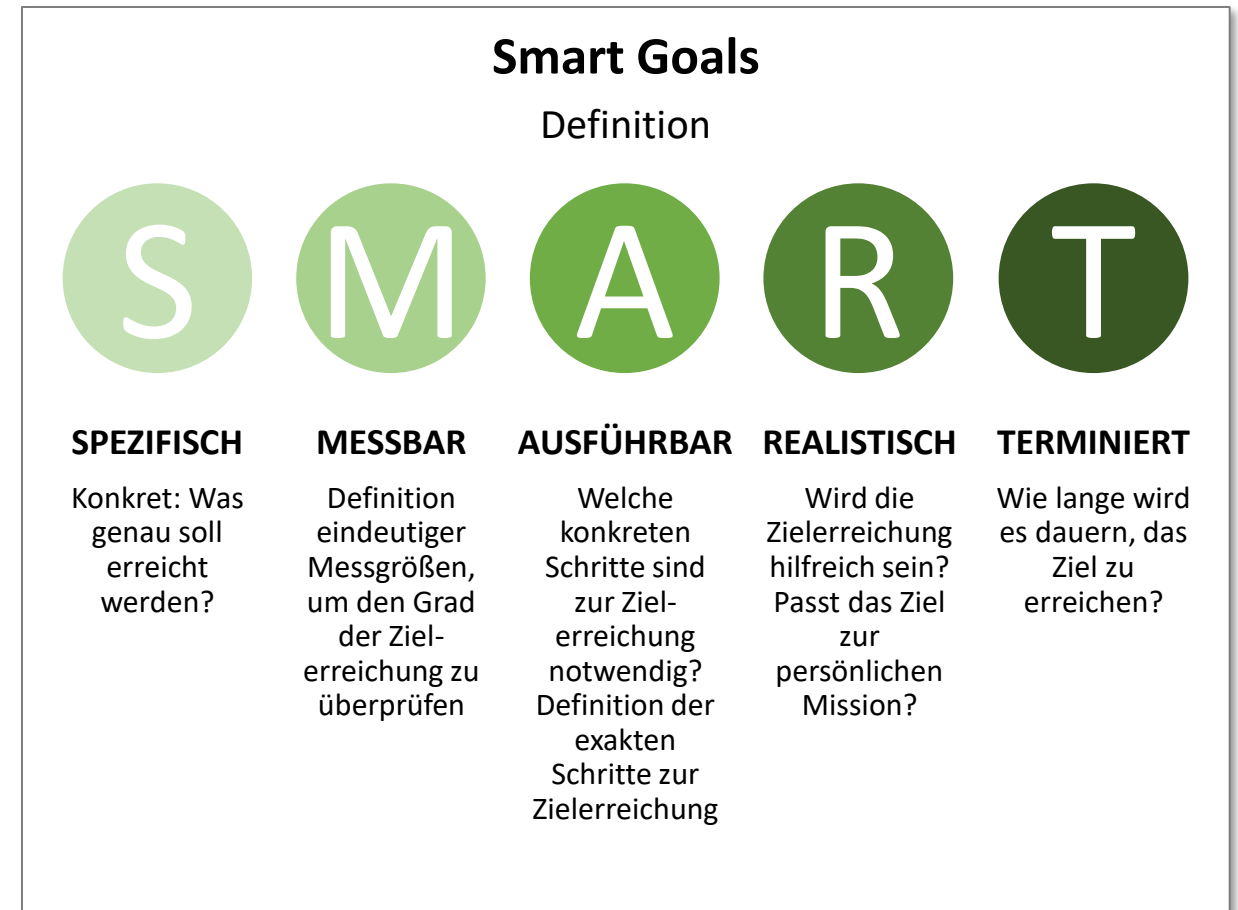 Smart Goals
Definition
S
M
A
R
T
SPEZIFISCH
Konkret: Was
genau soll
erreicht
werden?
MESSBAR
Definition
eindeutiger
Messgrößen,
um den Grad
der Ziel-
erreichung zu
überprüfen
AUSFÜHRBAR
Welche
konkreten
Schritte sind
zur Ziel-
erreichung
notwendig?
Definition der
exakten
Schritte zur
Zielerreichung
REALISTISCH
Wird die
Zielerreichung
hilfreich sein?
Passt das Ziel
zur
persönlichen
Mission?
TERMINIERT
Wie lange wird
es dauern, das
Ziel zu
erreichen?